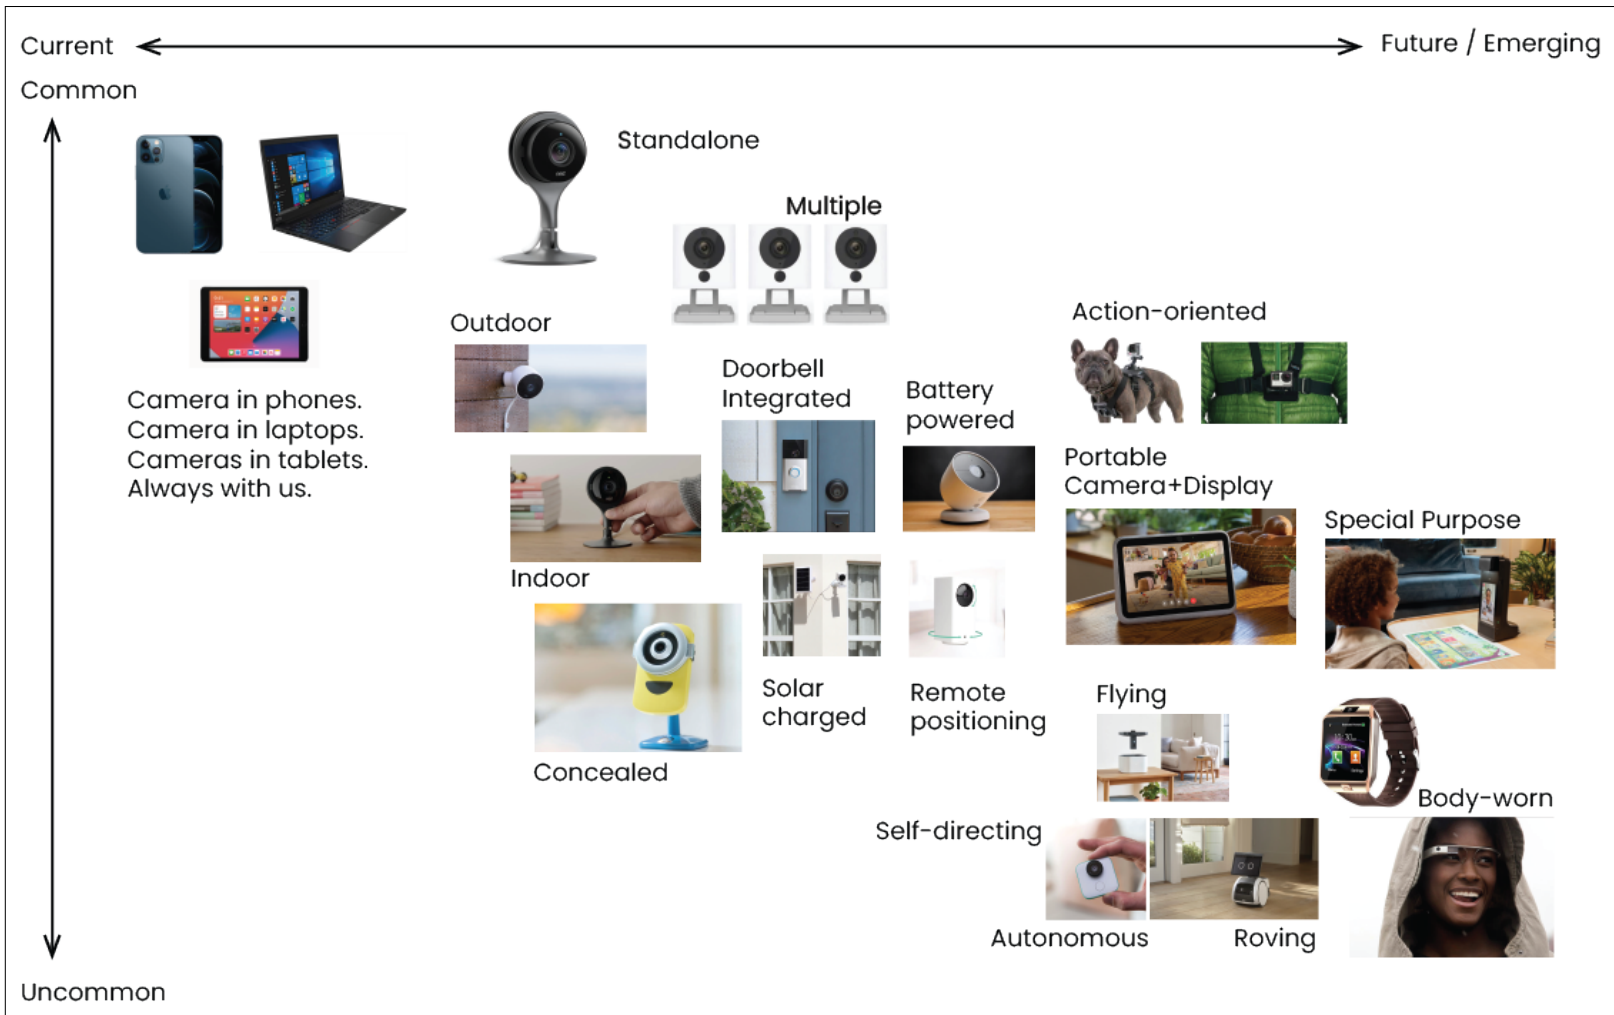 Current
Future / Emerging
Common
Standalone
Multiple
Outdoor
Action-oriented
Doorbell
Integrated
Battery
powered
Camera in phones.
Camera in laptops.
Cameras in tablets.
Always with us.
Portable
Camera+Display
Special Purpose
Indoor
Solar
charged
Remote
positioning
Flying
Concealed
Body-worn
Self-directing
Autonomous
Roving
Uncommon